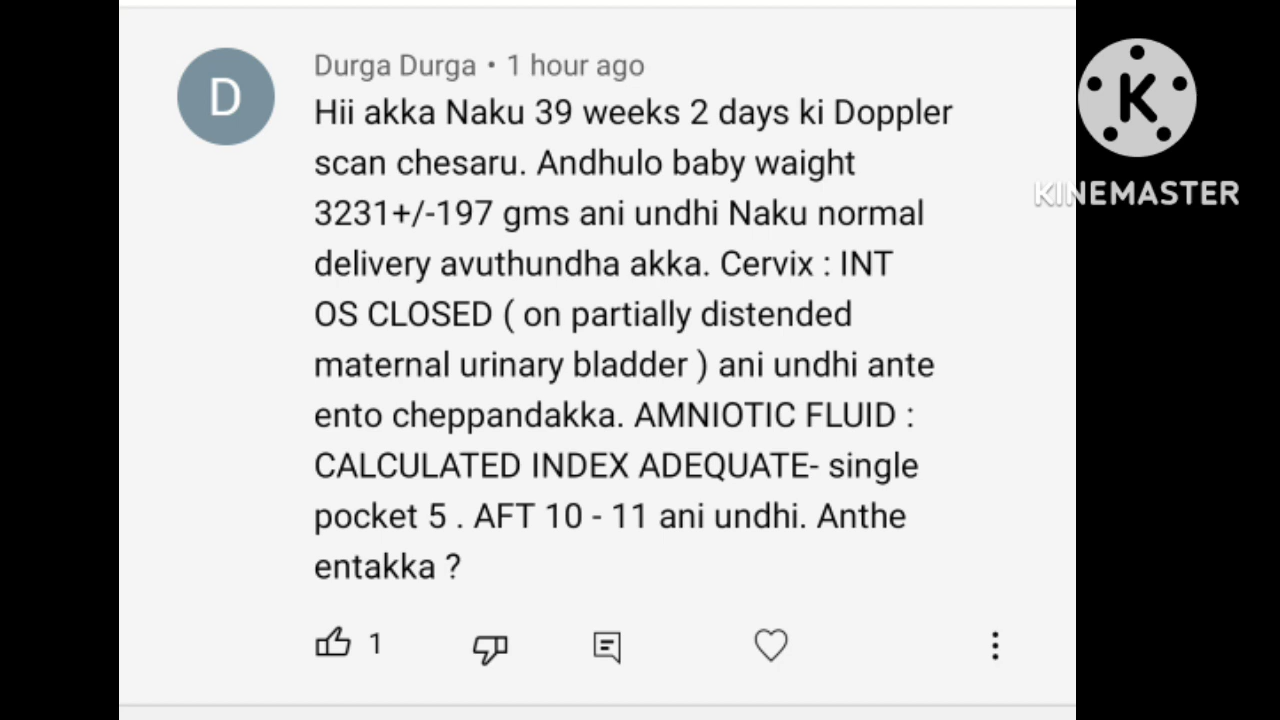 D
Durga Durga • 1 hour ago
Hii akka Naku 39 weeks 2 days ki Doppler
scan chesaru. Andhulo baby waight
3231+/-197 gms ani undhi Naku normal
delivery avuthundha akka. Cervix : INT
OS CLOSED ( on partially distended
maternal urinary bladder ) ani undhi ante
ento cheppandakka. AMNIOTIC FLUID :
CALCULATED INDEX ADEQUATE- single
pocket 5 . AFT 10 - 11 ani undhi. Anthe
entakka ?
1
K
KINEMASTER